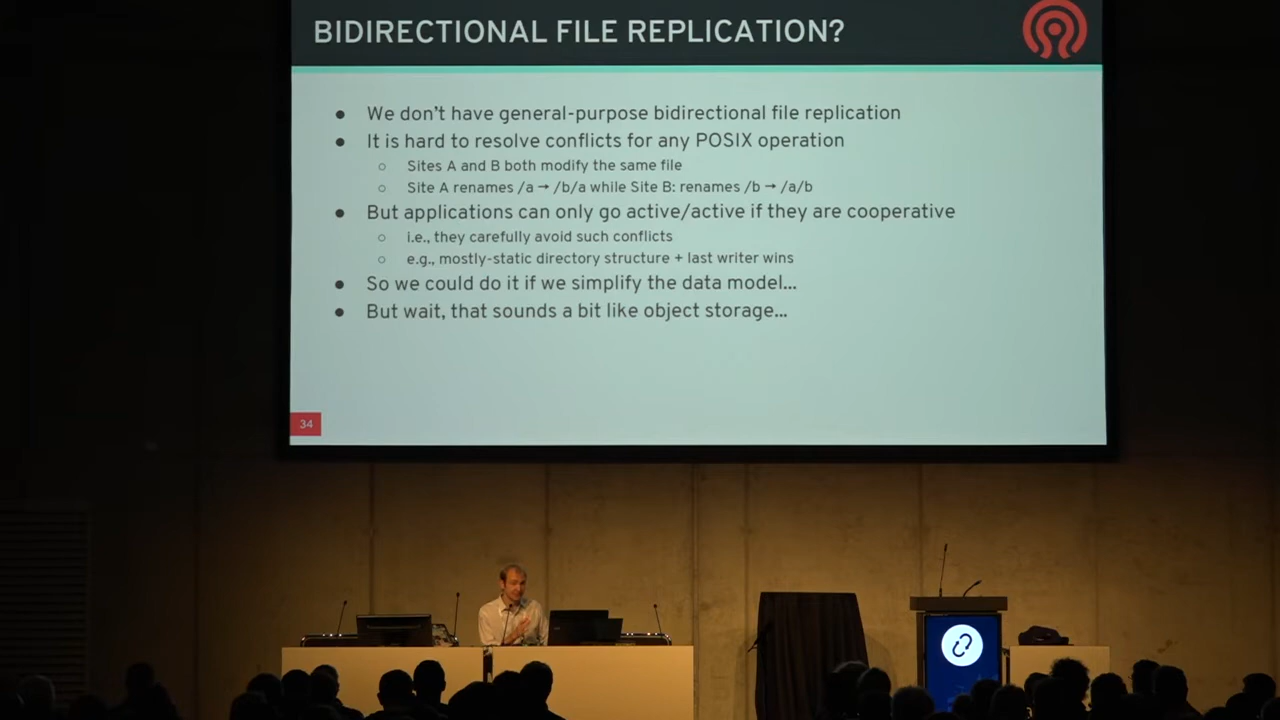 BIDIRECTIONAL FILE REPLICATION?
● We don't have general-purpose bidirectional file replication
● It is hard to resolve conflicts for any POSIX operation
○ Sites A and B both modify the same file
○ Site A renames /a → /b/a while Site B: renames /b → /a/b
● But applications can only go active/active if they are cooperative
○ i.e., they carefully avoid such conflicts
○ e.g., mostly-static directory structure + last writer wins
● So we could do it if we simplify the data model...
● But wait, that sounds a bit like object storage...
34